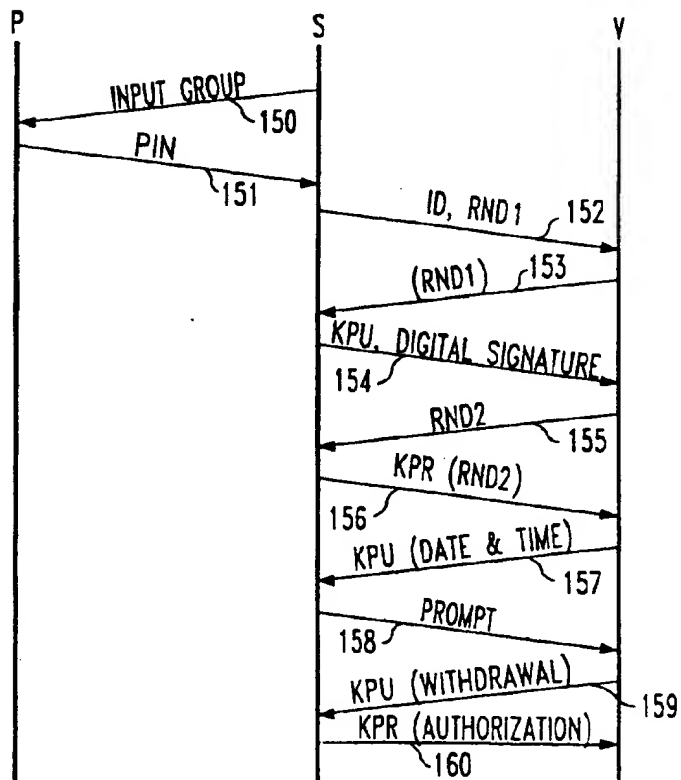 P S V
INPUT GROUP
150
PIN
151
ID, RND1
152
(RND1)
153
KPU, DIGITAL SIGNATURE
154
RND2
155
KPR (RND2)
156
KPU (DATE & TIME)
157
PROMPT
158
KPU (WITHDRAWAL)
159
KPR (AUTHORIZATION)
160